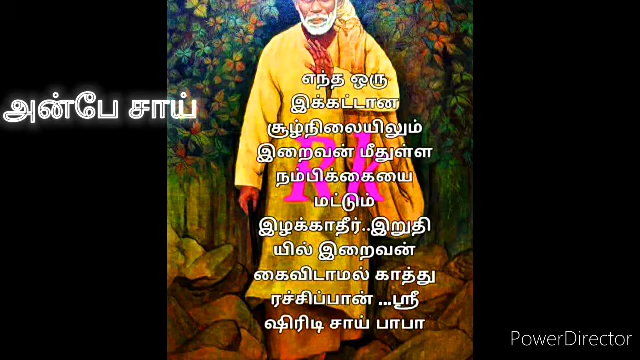 அன்பே சாய்
எந்த ஒரு
இக்கட்டான
சூழ்நிலையிலும்
இறைவன் மீதுள்ள
நம்பிக்கையை
மட்டும்
இழக்காதீர்..இறுதி
யில் இறைவன்
கைவிடாமல் காத்து
ரச்சிப்பான் ...ஸ்ரீ
ஷிரிடி சாய் பாபா
R k
PowerDirector